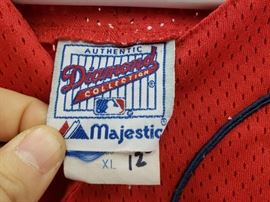 AUTHENTIC
Diamond
COLLECTION
Majestic
XL 12